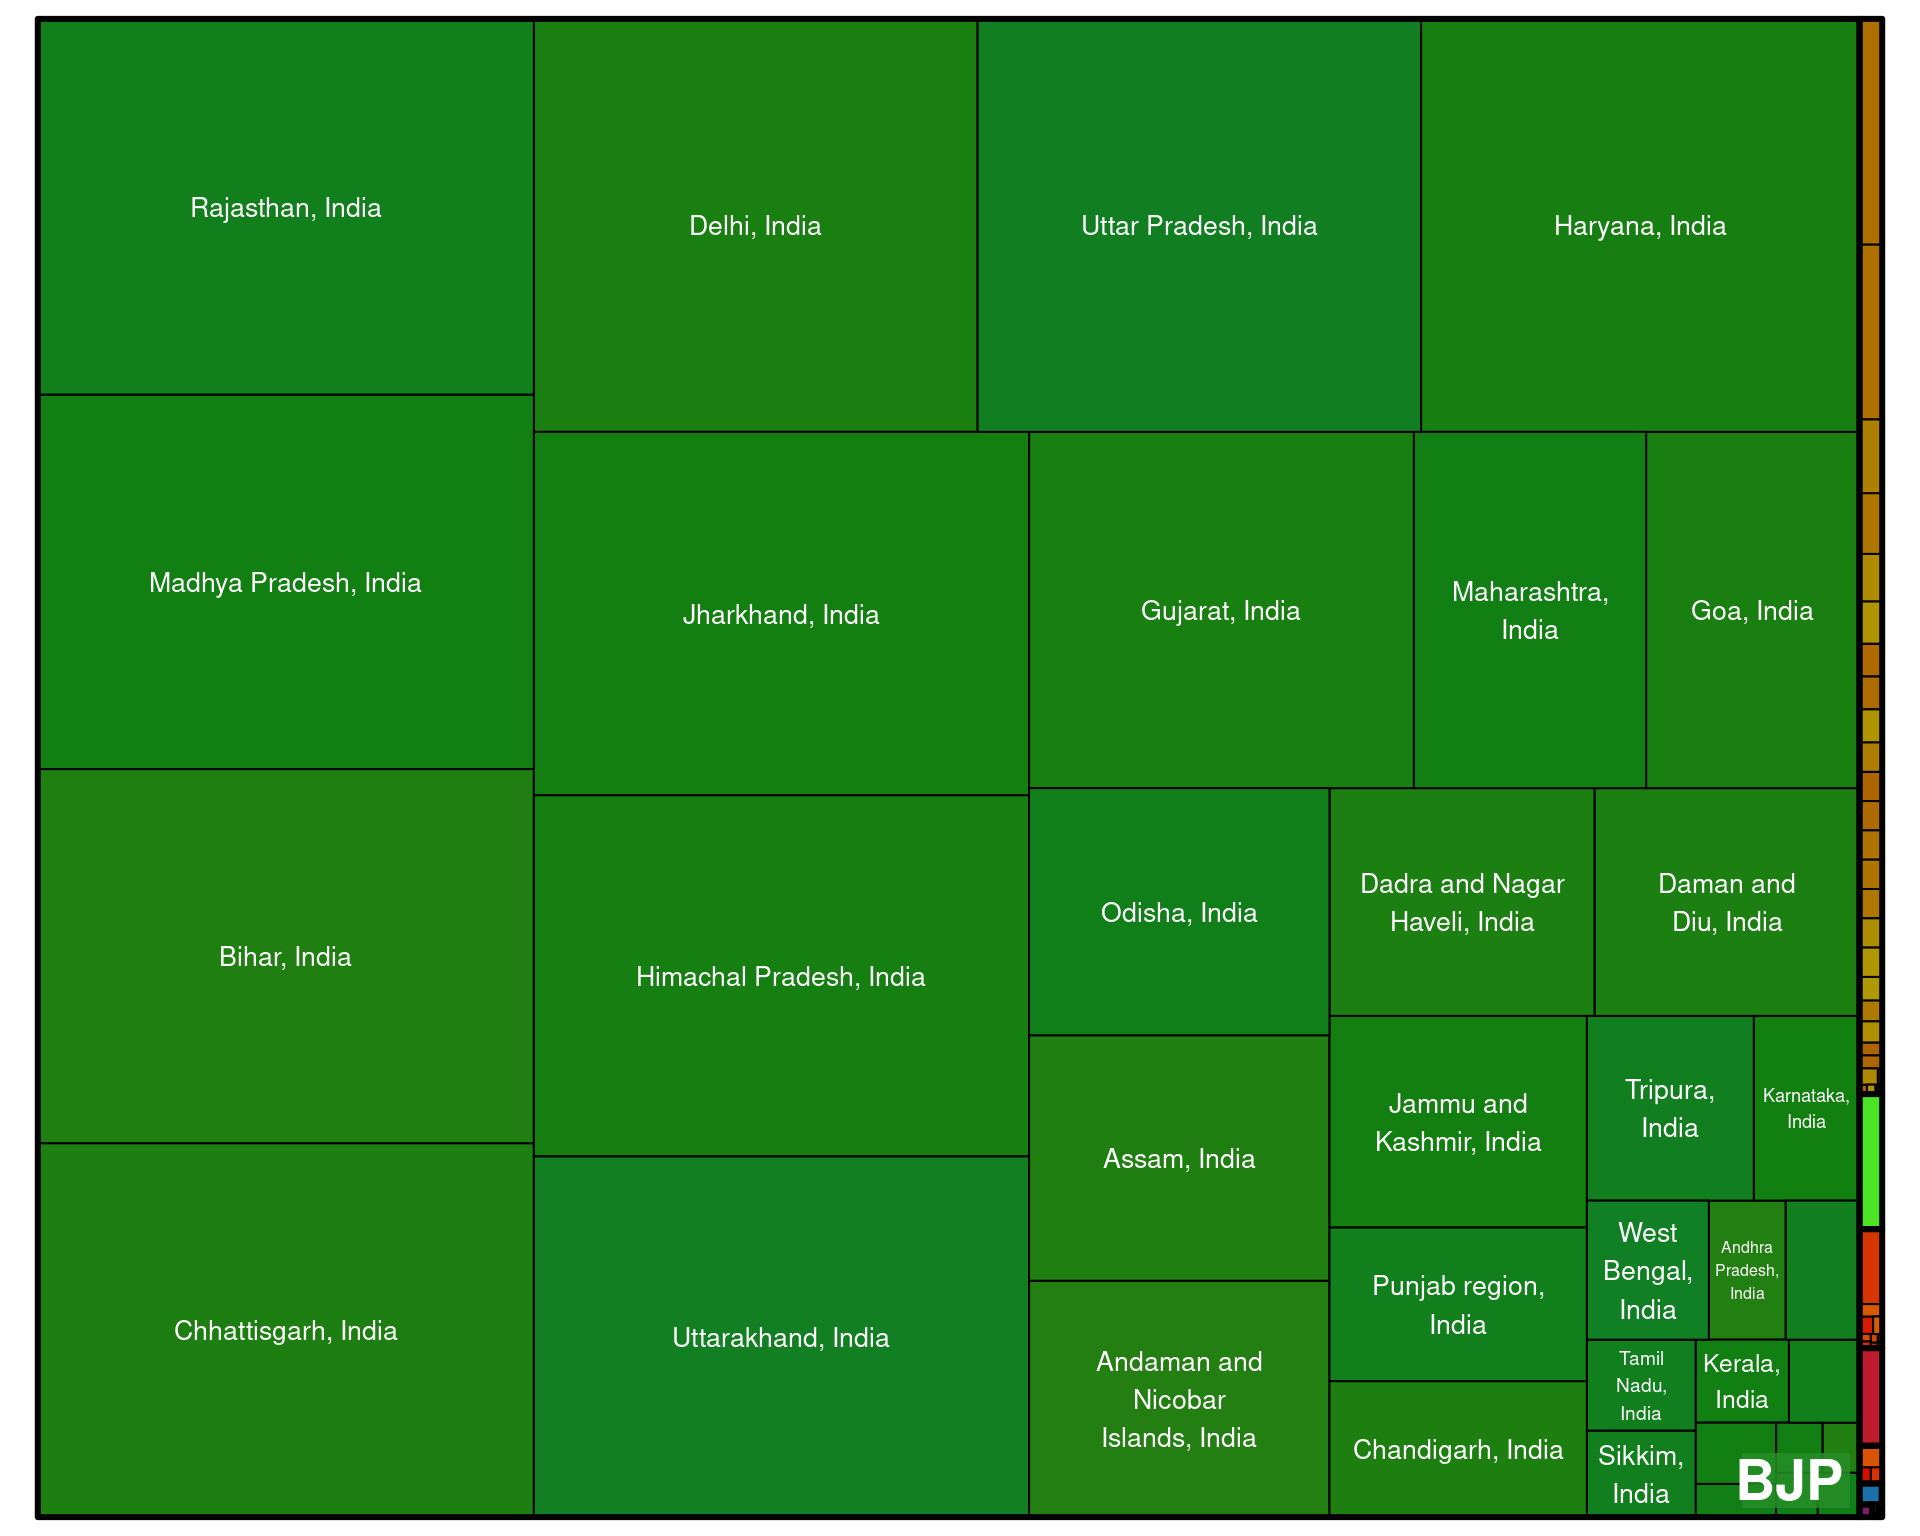 Rajasthan, India
Delhi, India
Uttar Pradesh, India
Haryana, India
Madhya Pradesh, India
Jharkhand, India
Gujarat, India
Maharashtra,
India
Goa, India
Bihar, India
Himachal Pradesh, India
Odisha, India
Dadra and Nagar
Haveli, India
Daman and
Diu, India
Assam, India
Jammu and
Kashmir, India
Tripura,
India
Karnataka,
India
Chhattisgarh, India
Uttarakhand, India
Andaman and
Nicobar
Islands, India
Punjab region,
India
West
Bengal,
India
Andhra
Pradesh,
India
Chandigarh, India
Tamil
Nadu,
India
Kerala,
India
Sikkim,
India
BJP